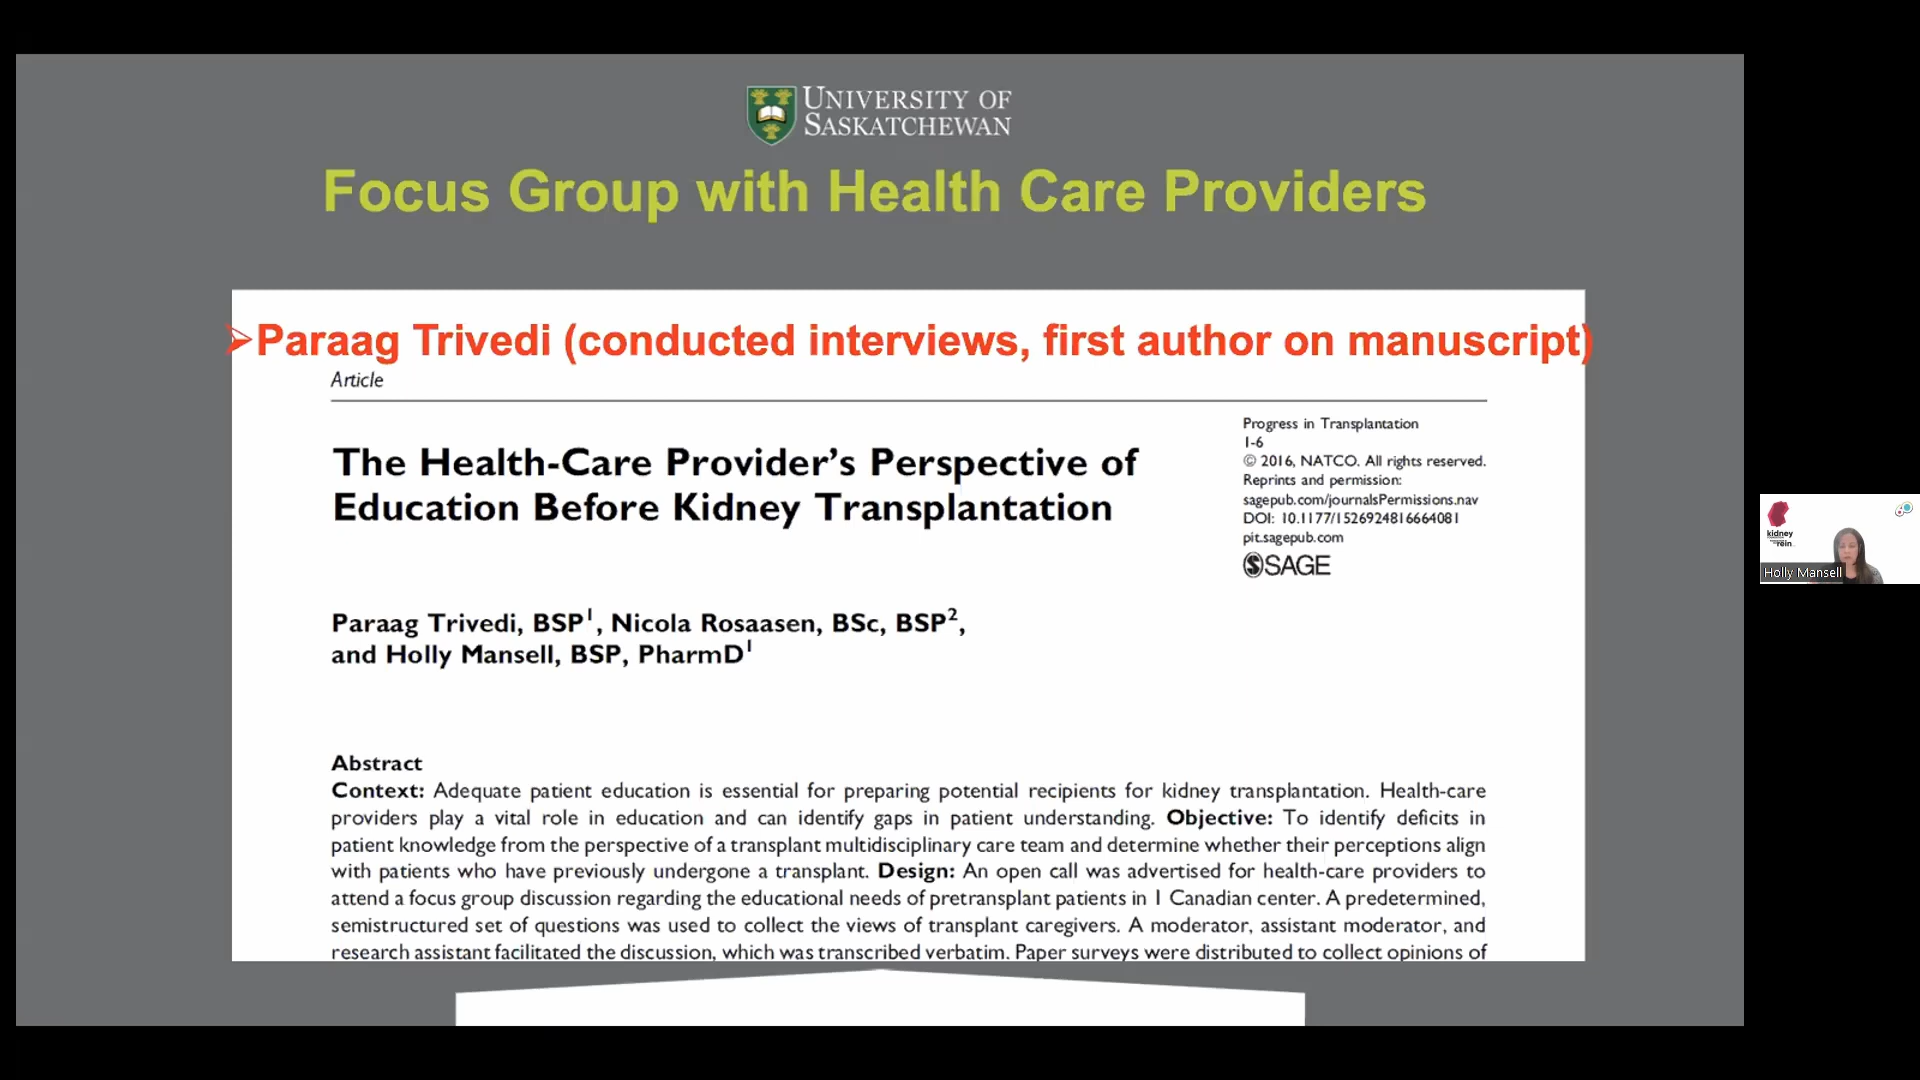 UNIVERSITY OF
SASKATCHEWAN
Focus Group with Health Care Providers
➢Paraag Trivedi (conducted interviews, first author on manuscript)
Article
Progress in Transplantation
1-6
© 2016, NATCO. All rights reserved.
Reprints and permission:
sagepub.com/journalsPermissions.nav
DOI: 10.1177/1526924816664081
pit.sagepub.com
SAGE
The Health-Care Provider's Perspective of
Education Before Kidney Transplantation
Paraag Trivedi, BSP1, Nicola Rosaasen, BSc, BSP2,
and Holly Mansell, BSP, PharmD1
Abstract
Context: Adequate patient education is essential for preparing potential recipients for kidney transplantation. Health-care
providers play a vital role in education and can identify gaps in patient understanding. Objective: To identify deficits in
patient knowledge from the perspective of a transplant multidisciplinary care team and determine whether their perceptions align
with patients who have previously undergone a transplant. Design: An open call was advertised for health-care providers to
attend a focus group discussion regarding the educational needs of pretransplant patients in 1 Canadian center. A predetermined,
semistructured set of questions was used to collect the views of transplant caregivers. A moderator, assistant moderator, and
research assistant facilitated the discussion, which was transcribed verbatim. Paper surveys were distributed to collect opinions of
kidney
rein
Holly Mansell